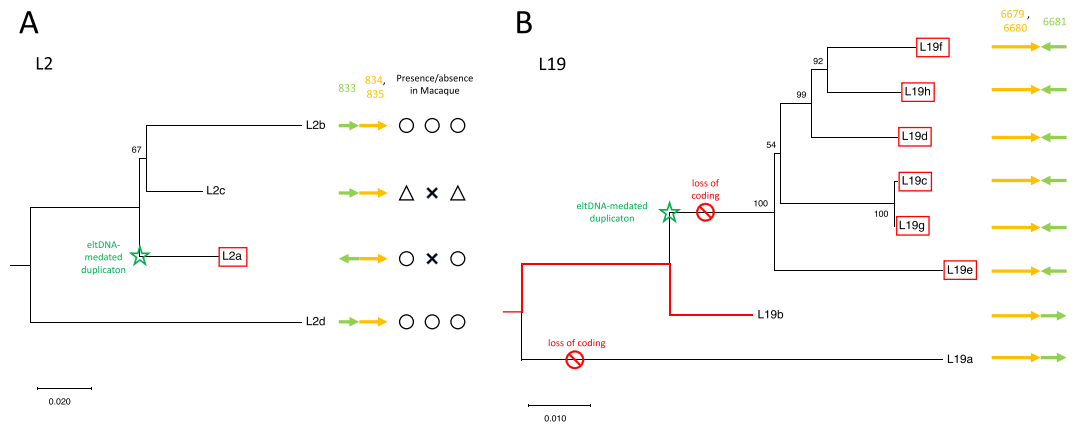 A
L2
833
834,
835
Presence/absence
in Macaque
L2b
67
L2c
eltDNA-
medated
duplicaton
L2a
L2d
0.020
B
L19
6679,
6680
6681
L19f
92
L19h
99
L19d
54
loss of
coding
L19c
eltDNA-medated
duplicaton
100
100
L19g
L19e
L19b
loss of coding
L19a
0.010